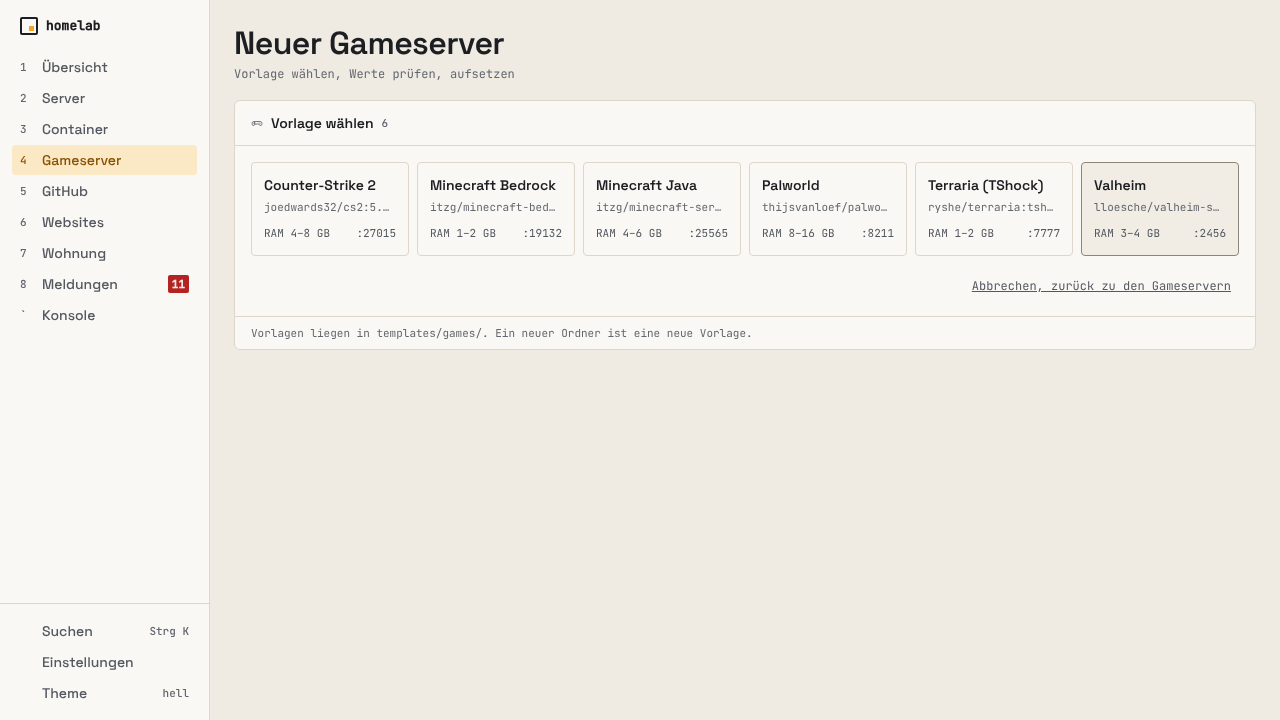 homelab
1 Übersicht
2 Server
3 Container
4 Gameserver
5 GitHub
6 Websites
7 Wohnung
8 Meldungen 11
` Konsole
Suchen Strg K
Einstellungen
Theme hell
Neuer Gameserver
Vorlage wählen, Werte prüfen, aufsetzen
Vorlage wählen 6
Counter-Strike 2
joedwards32/cs2:5.…
RAM 4–8 GB :27015
Minecraft Bedrock
itzg/minecraft-bed…
RAM 1–2 GB :19132
Minecraft Java
itzg/minecraft-ser…
RAM 4–6 GB :25565
Palworld
thijsvanloef/palwo…
RAM 8–16 GB :8211
Terraria (TShock)
ryshe/terraria:tsh…
RAM 1–2 GB :7777
Valheim
lloesche/valheim-s…
RAM 3–4 GB :2456
Abbrechen, zurück zu den Gameservern
Vorlagen liegen in templates/games/. Ein neuer Ordner ist eine neue Vorlage.